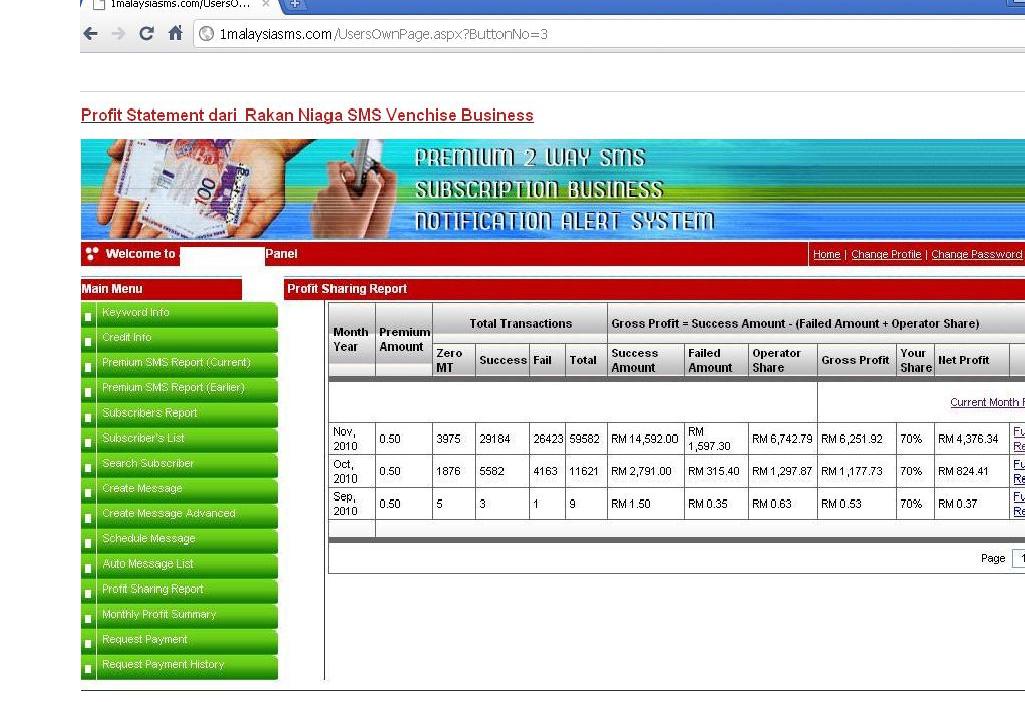 1malaysiasms.com/UsersO...
1malaysiasms.com/UsersOwnPage.aspx?ButtonNo=3
Profit Statement dari Rakan Niaga SMS Venchise Business
PREMIUM 2 WAY SMS
SUBSCRIPTION BUSINESS
NOTIFICATION ALERT SYSTEM
100
Welcome to Panel
Home | Change Profile | Change Password
Main Menu
Keyword Info
Credit Info
Premium SMS Report (Current)
Premium SMS Report (Earlier)
Subscribers Report
Subscriber's List
Search Subscriber
Create Message
Create Message Advanced
Schedule Message
Auto Message List
Profit Sharing Report
Monthly Profit Summary
Request Payment
Request Payment History
Profit Sharing Report
Month Year Premium Amount Total Transactions Gross Profit = Success Amount - (Failed Amount + Operator Share)
Zero MT Success Fail Total Success Amount Failed Amount Operator Share Gross Profit Your Share Net Profit
Current Month
Nov, 2010 0.50 3975 29184 26423 59582 RM 14,592.00 RM 1,597.30 RM 6,742.79 RM 6,251.92 70% RM 4,376.34 Fu Re
Oct, 2010 0.50 1876 5582 4163 11621 RM 2,791.00 RM 315.40 RM 1,297.87 RM 1,177.73 70% RM 824.41 Fu Re
Sep, 2010 0.50 5 3 1 9 RM 1.50 RM 0.35 RM 0.63 RM 0.53 70% RM 0.37 Fu Re
Page 1